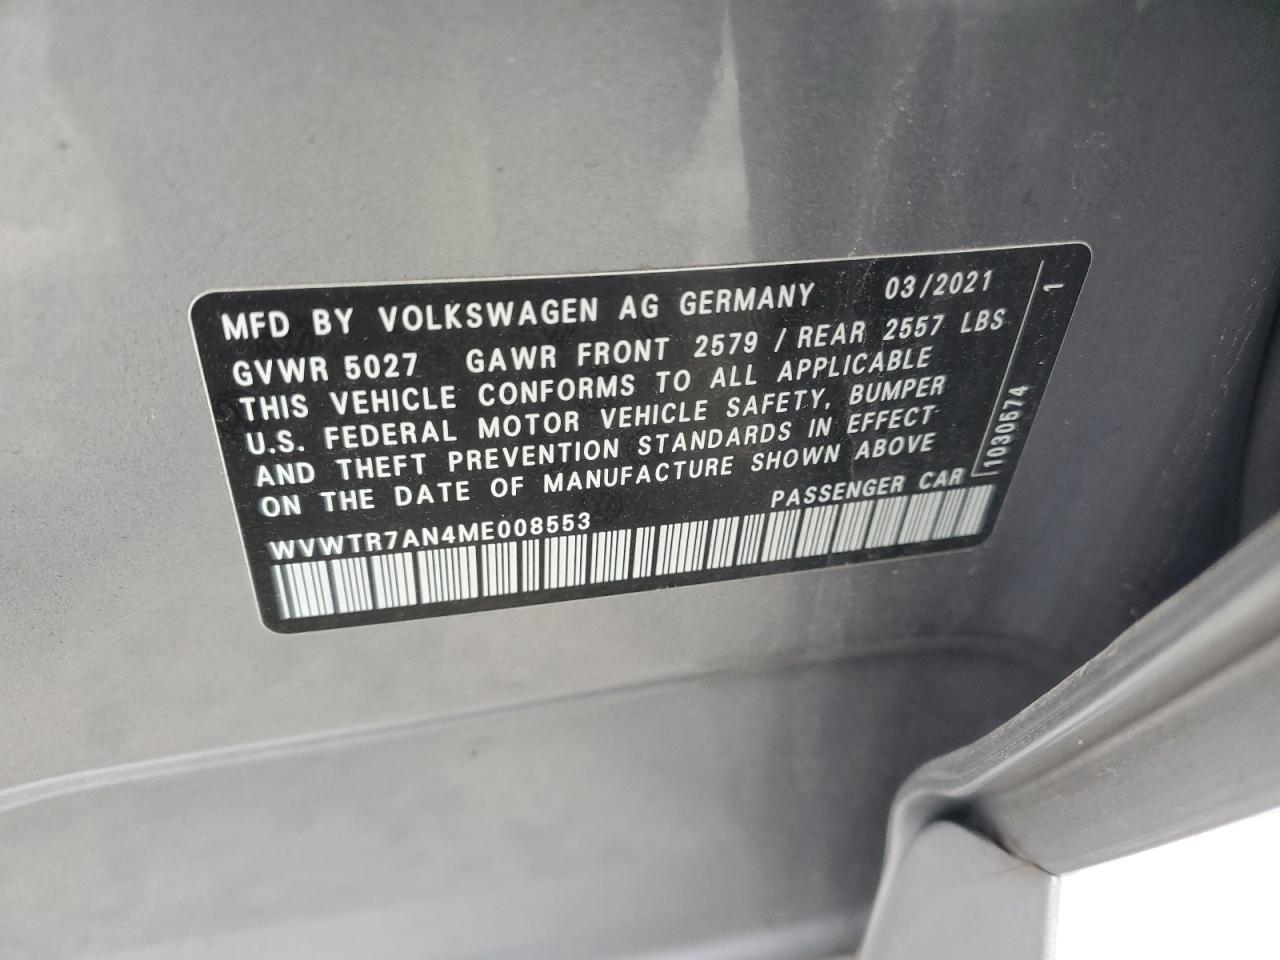 MFD BY VOLKSWAGEN AG GERMANY 03/2021
GVWR 5027 GAWR FRONT 2579 / REAR 2557 LBS
THIS VEHICLE CONFORMS TO ALL APPLICABLE
U.S. FEDERAL MOTOR VEHICLE SAFETY, BUMPER
AND THEFT PREVENTION STANDARDS IN EFFECT
ON THE DATE OF MANUFACTURE SHOWN ABOVE
PASSENGER CAR
WVWTR7AN4ME008553
1030574 1